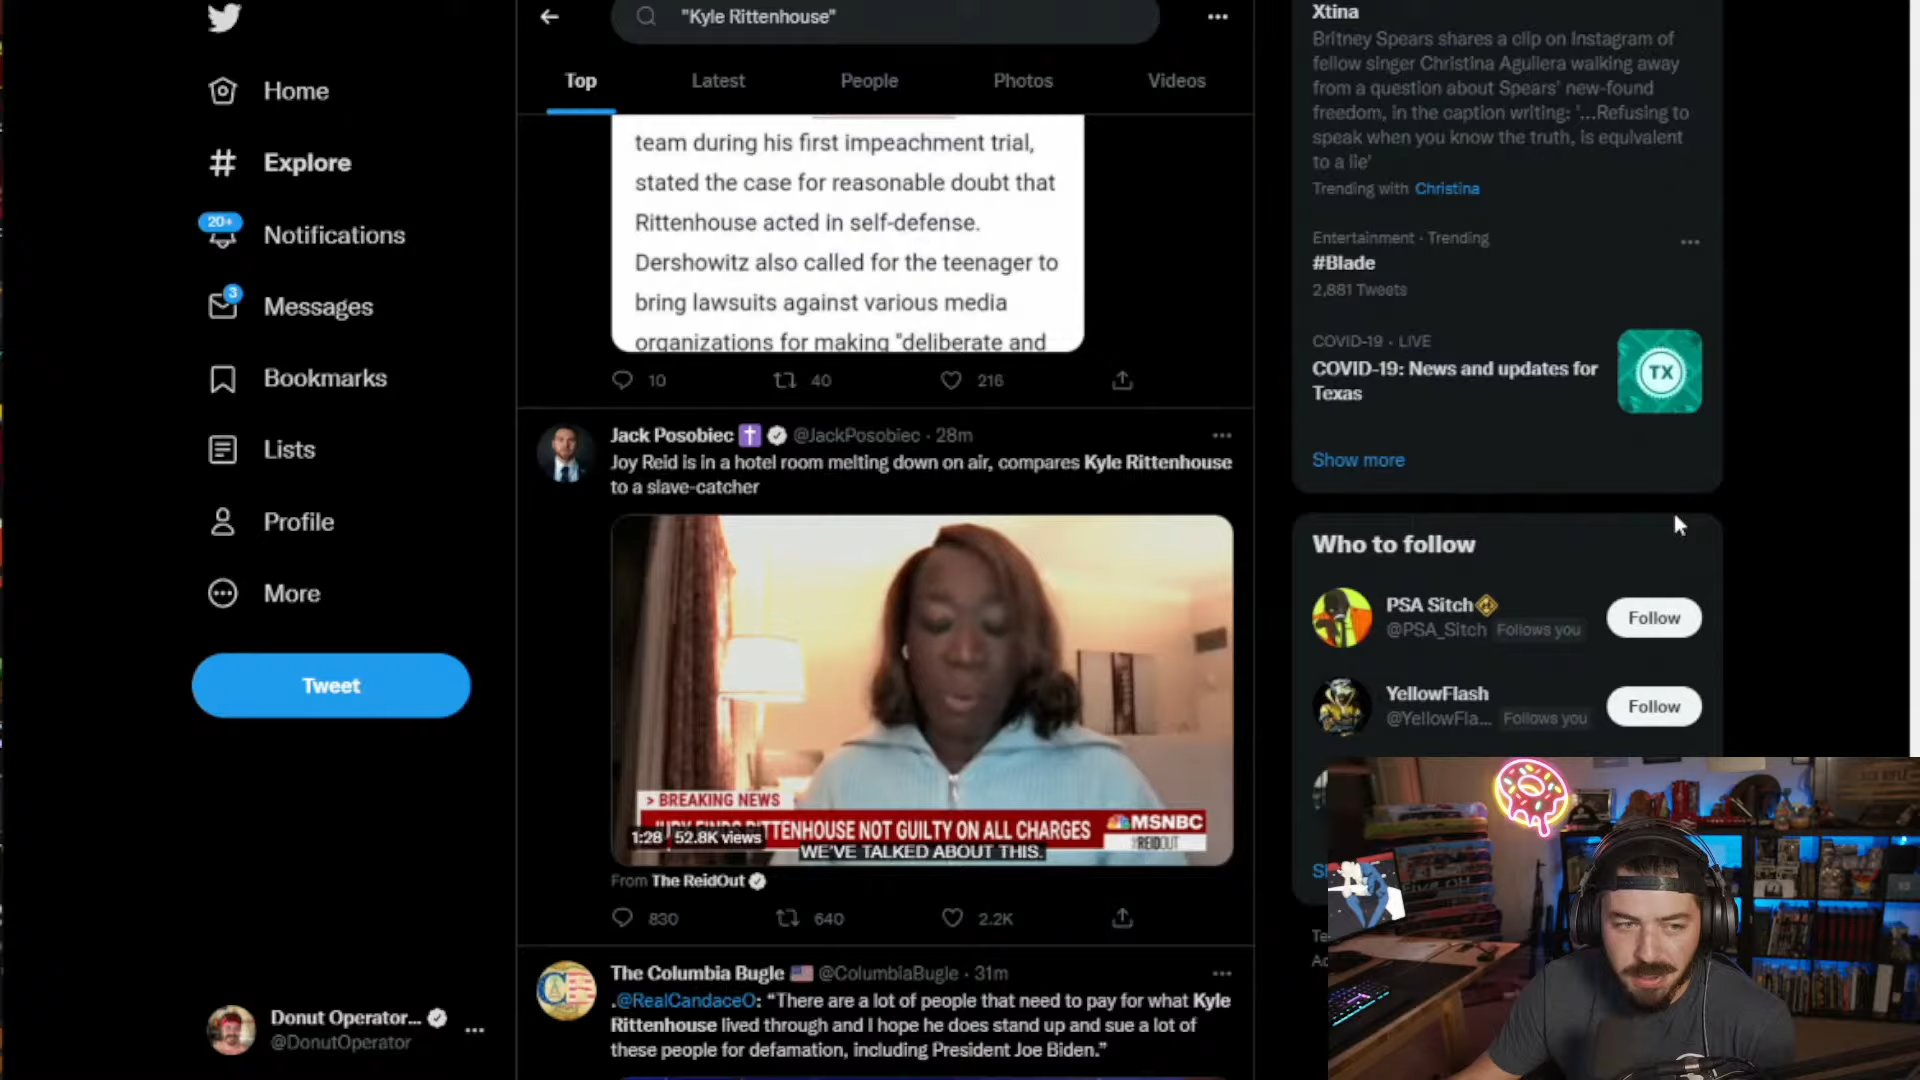 Home
Explore
20+
Notifications
3
Messages
Bookmarks
Lists
Profile
More
Tweet
Donut Operator...
@DonutOperator
"Kyle Rittenhouse"
Top
Latest
People
Photos
Videos
team during his first impeachment trial,
stated the case for reasonable doubt that
Rittenhouse acted in self-defense.
Dershowitz also called for the teenager to
bring lawsuits against various media
organizations for making "deliberate and
10
40
216
Jack Posobiec @JackPosobiec · 28m
Joy Reid is in a hotel room melting down on air, compares Kyle Rittenhouse
to a slave-catcher
> BREAKING NEWS
JURY FINDS RITTENHOUSE NOT GUILTY ON ALL CHARGES
MSNBC
REIDOUT
1:28 52.8K views
WE'VE TALKED ABOUT THIS.
From The ReidOut
830
640
2.2K
The Columbia Bugle @ColumbiaBugle · 31m
.@RealCandaceO: “There are a lot of people that need to pay for what Kyle
Rittenhouse lived through and I hope he does stand up and sue a lot of
these people for defamation, including President Joe Biden.”
Xtina
Britney Spears shares a clip on Instagram of
fellow singer Christina Aguilera walking away
from a question about Spears' new-found
freedom, in the caption writing: '...Refusing to
speak when you know the truth, is equivalent
to a lie'
Trending with Christina
Entertainment · Trending
#Blade
2,881 Tweets
COVID-19 · LIVE
COVID-19: News and updates for
Texas
TX
Show more
Who to follow
PSA Sitch
@PSA_Sitch Follows you
Follow
YellowFlash
@YellowFla... Follows you
Follow